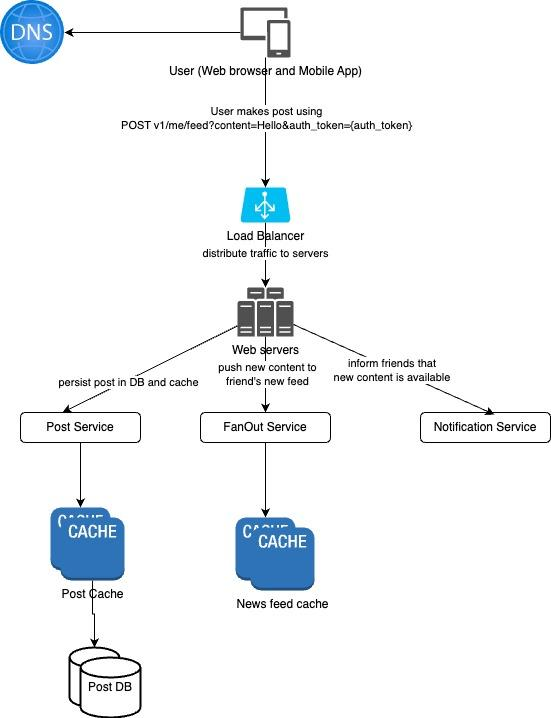 DNS
User (Web browser and Mobile App)
User makes post using
POST v1/me/feed?content=Hello&auth_token={auth_token}
Load Balancer
distribute traffic to servers
Web servers
persist post in DB and cache
push new content to
friend's new feed
inform friends that
new content is available
Post Service
FanOut Service
Notification Service
CACHE
CACHE
CACHE
CACHE
Post Cache
News feed cache
Post DB